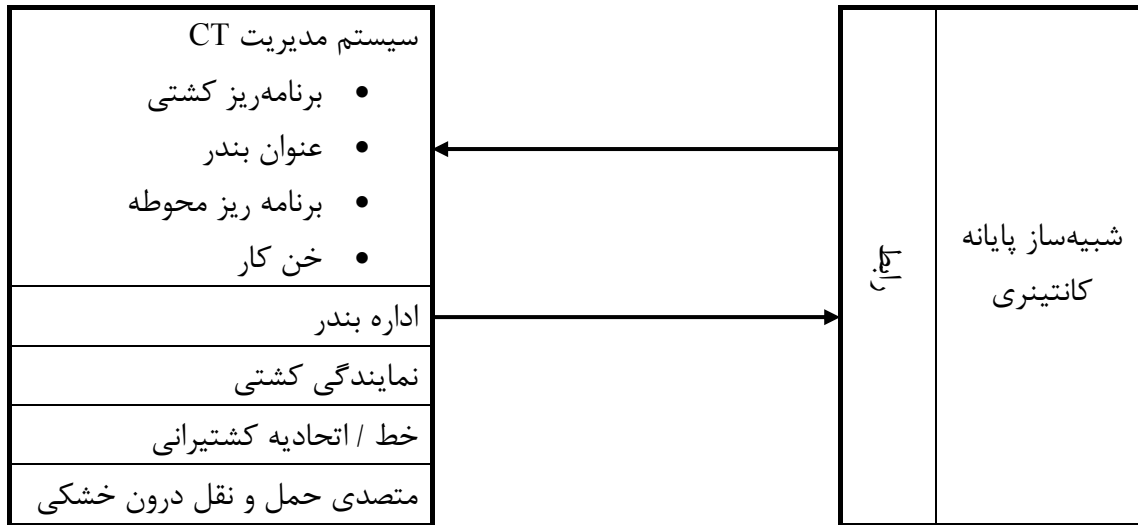 سیستم مدیریت CT
• برنامه‌ریز کشتی
• عنوان بندر
• برنامه ریز محوطه
• خن کار
اداره بندر
نمایندگی کشتی
خط / اتحادیه کشتیرانی
متصدی حمل و نقل درون خشکی
رابط
شبیه‌ساز پایانه
کانتینری